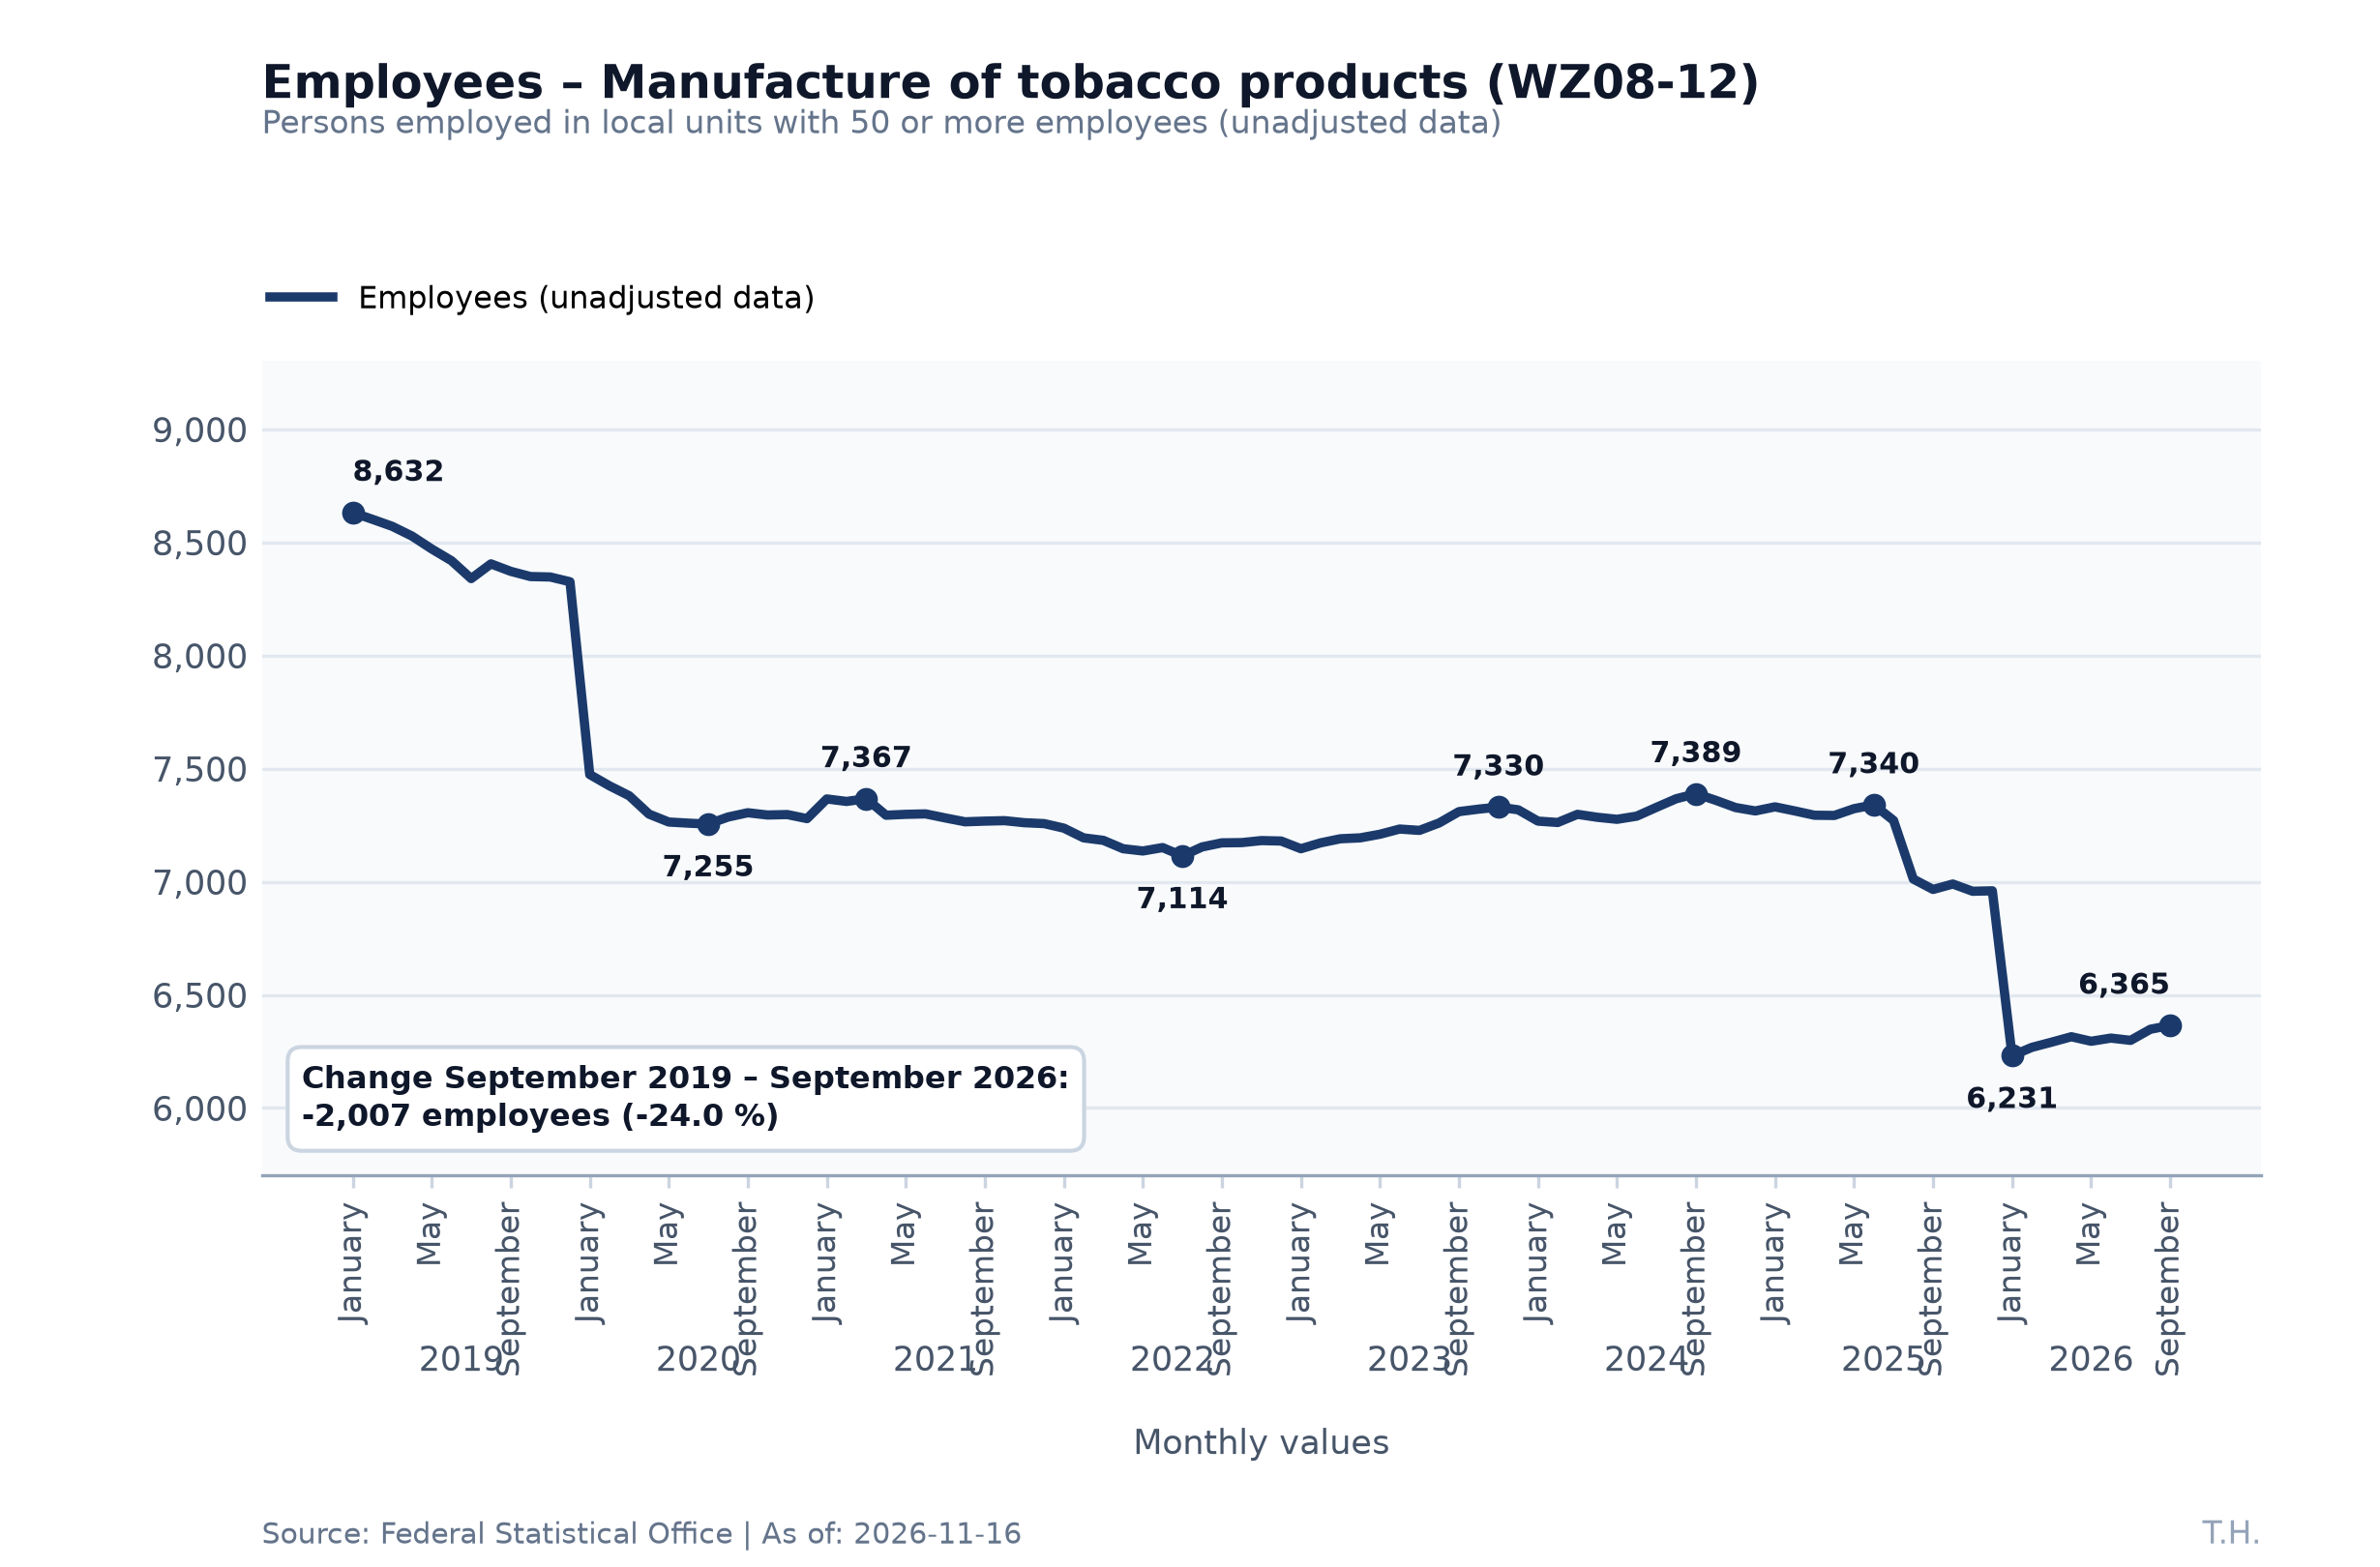 Employees – Manufacture of tobacco products (WZ08-12)
Persons employed in local units with 50 or more employees (unadjusted data)
Employees (unadjusted data)
9,000
8,500
8,000
7,500
7,000
6,500
6,000
8,632
7,255
7,367
7,114
7,330
7,389
7,340
6,231
6,365
Change September 2019 – September 2026:
-2,007 employees (-24.0 %)
January
May
September
January
May
September
January
May
September
January
May
September
January
May
September
January
May
September
January
May
September
January
May
September
2019
2020
2021
2022
2023
2024
2025
2026
Monthly values
Source: Federal Statistical Office | As of: 2026-11-16
T.H.